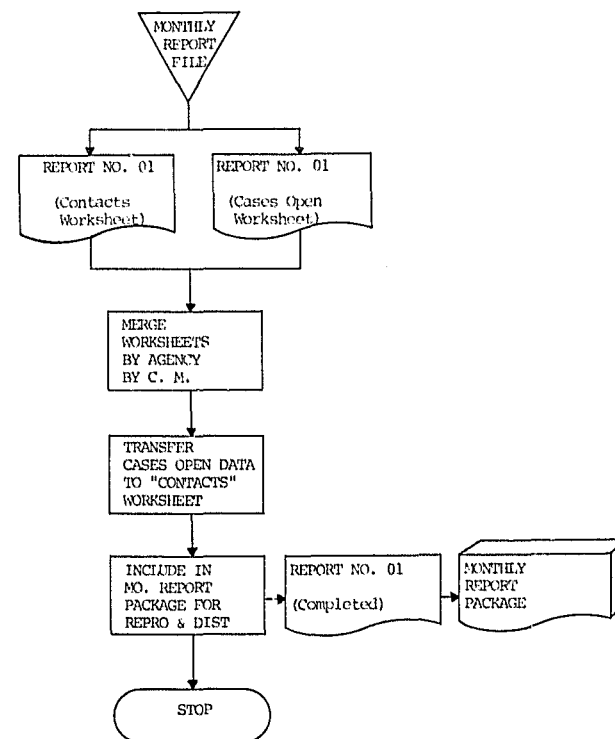 MONTHLY
REPORT
FILE
REPORT NO. 01
(Contacts
Worksheet)
REPORT NO. 01
(Cases Open
Worksheet)
MERGE
WORKSHEETS
BY AGENCY
BY C. M.
TRANSFER
CASES OPEN DATA
TO "CONTACTS"
WORKSHEET
INCLUDE IN
MO. REPORT
PACKAGE FOR
REPRO & DIST
REPORT NO. 01
(Completed)
MONTHLY
REPORT
PACKAGE
STOP